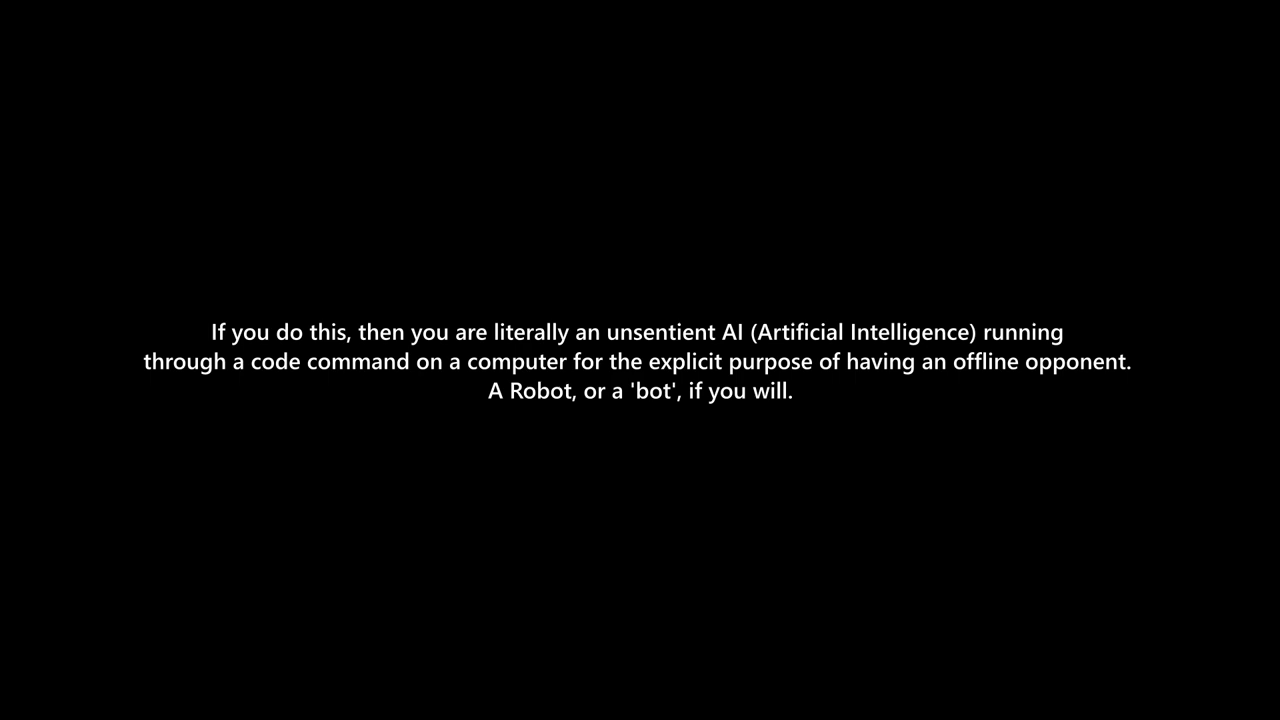 If you do this, then you are literally an unsentient AI (Artificial Intelligence) running
through a code command on a computer for the explicit purpose of having an offline opponent.
A Robot, or a 'bot', if you will.